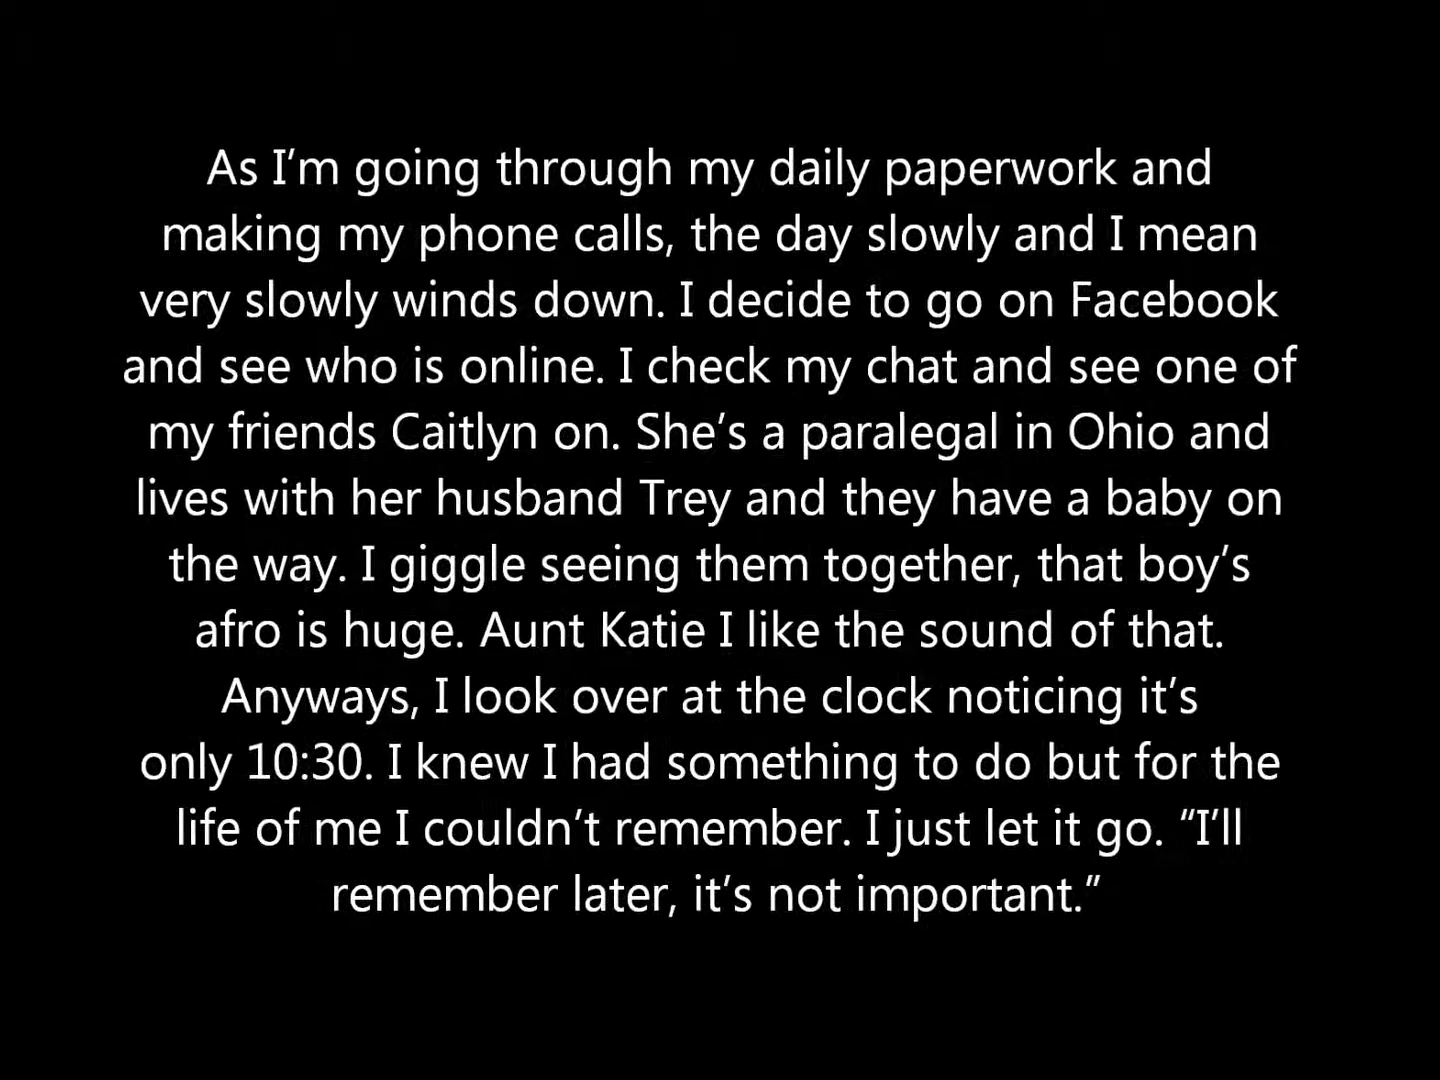 As I’m going through my daily paperwork and
making my phone calls, the day slowly and I mean
very slowly winds down. I decide to go on Facebook
and see who is online. I check my chat and see one of
my friends Caitlyn on. She’s a paralegal in Ohio and
lives with her husband Trey and they have a baby on
the way. I giggle seeing them together, that boy’s
afro is huge. Aunt Katie I like the sound of that.
Anyways, I look over at the clock noticing it’s
only 10:30. I knew I had something to do but for the
life of me I couldn’t remember. I just let it go. “I’ll
remember later, it’s not important.”